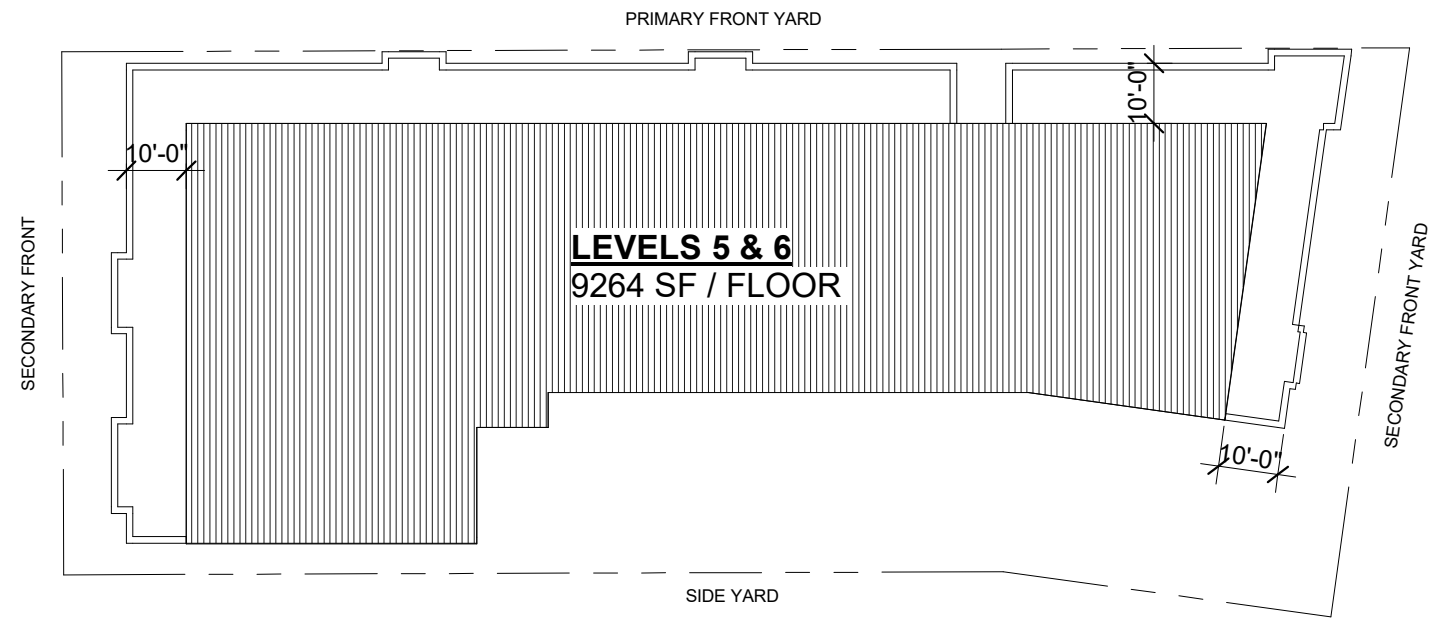 PRIMARY FRONT YARD
10'-0"
10'-0"
SECONDARY FRONT
LEVELS 5 & 6
9264 SF / FLOOR
SECONDARY FRONT YARD
10'-0"
SIDE YARD